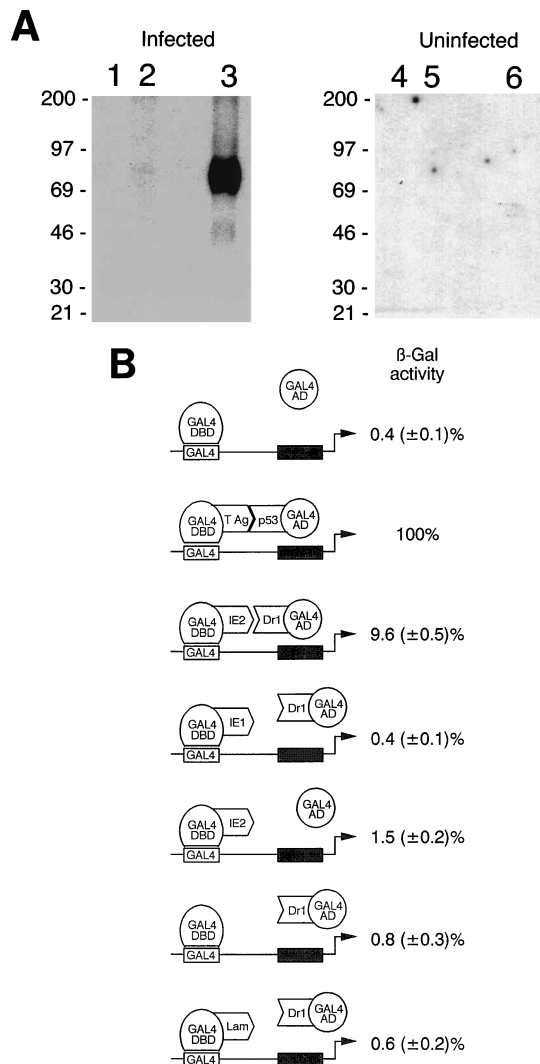 A
Infected
Uninfected
1 2 3
4 5 6
200 -
97 -
69 -
46 -
30 -
21 -
200 -
97 -
69 -
46 -
30 -
21 -
B
ß-Gal
activity
GAL4
AD
GAL4
DBD
GAL4
0.4 (±0.1)%
GAL4
DBD
T Ag
p53
GAL4
AD
GAL4
100%
GAL4
DBD
IE2
Dr1
GAL4
AD
GAL4
9.6 (±0.5)%
GAL4
DBD
IE1
Dr1
GAL4
AD
GAL4
0.4 (±0.1)%
GAL4
DBD
IE2
GAL4
AD
GAL4
1.5 (±0.2)%
GAL4
DBD
Dr1
GAL4
AD
GAL4
0.8 (±0.3)%
GAL4
DBD
Lam
Dr1
GAL4
AD
GAL4
0.6 (±0.2)%